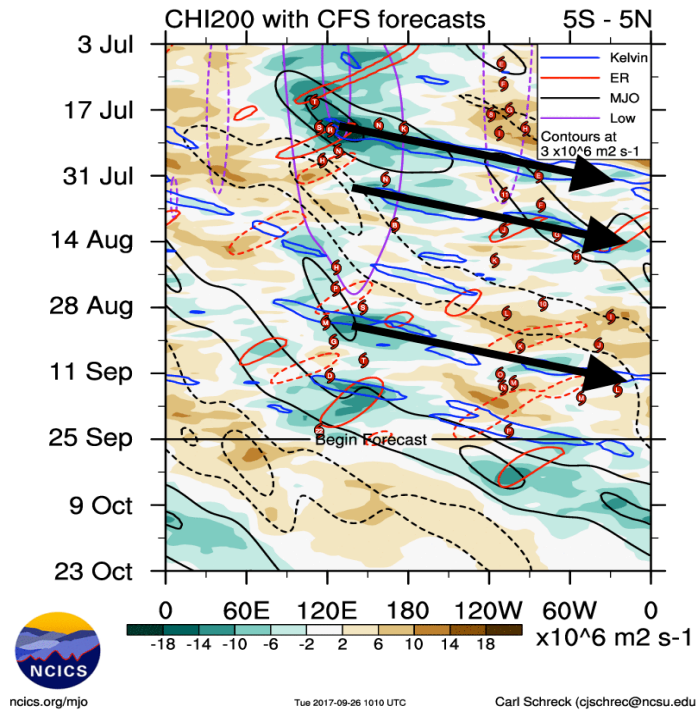 CHI200 with CFS forecasts 5S - 5N
Kelvin
ER
MJO
Low
Contours at
3 x10^6 m2 s-1
3 Jul
17 Jul
31 Jul
14 Aug
28 Aug
11 Sep
25 Sep
9 Oct
23 Oct
Begin Forecast
0 60E 120E 180 120W 60W 0
-18 -14 -10 -6 -2 2 6 10 14 18 x10^6 m2 s-1
NCICS
ncics.org/mjo Tue 2017-09-26 1010 UTC Carl Schreck (cjschrec@ncsu.edu